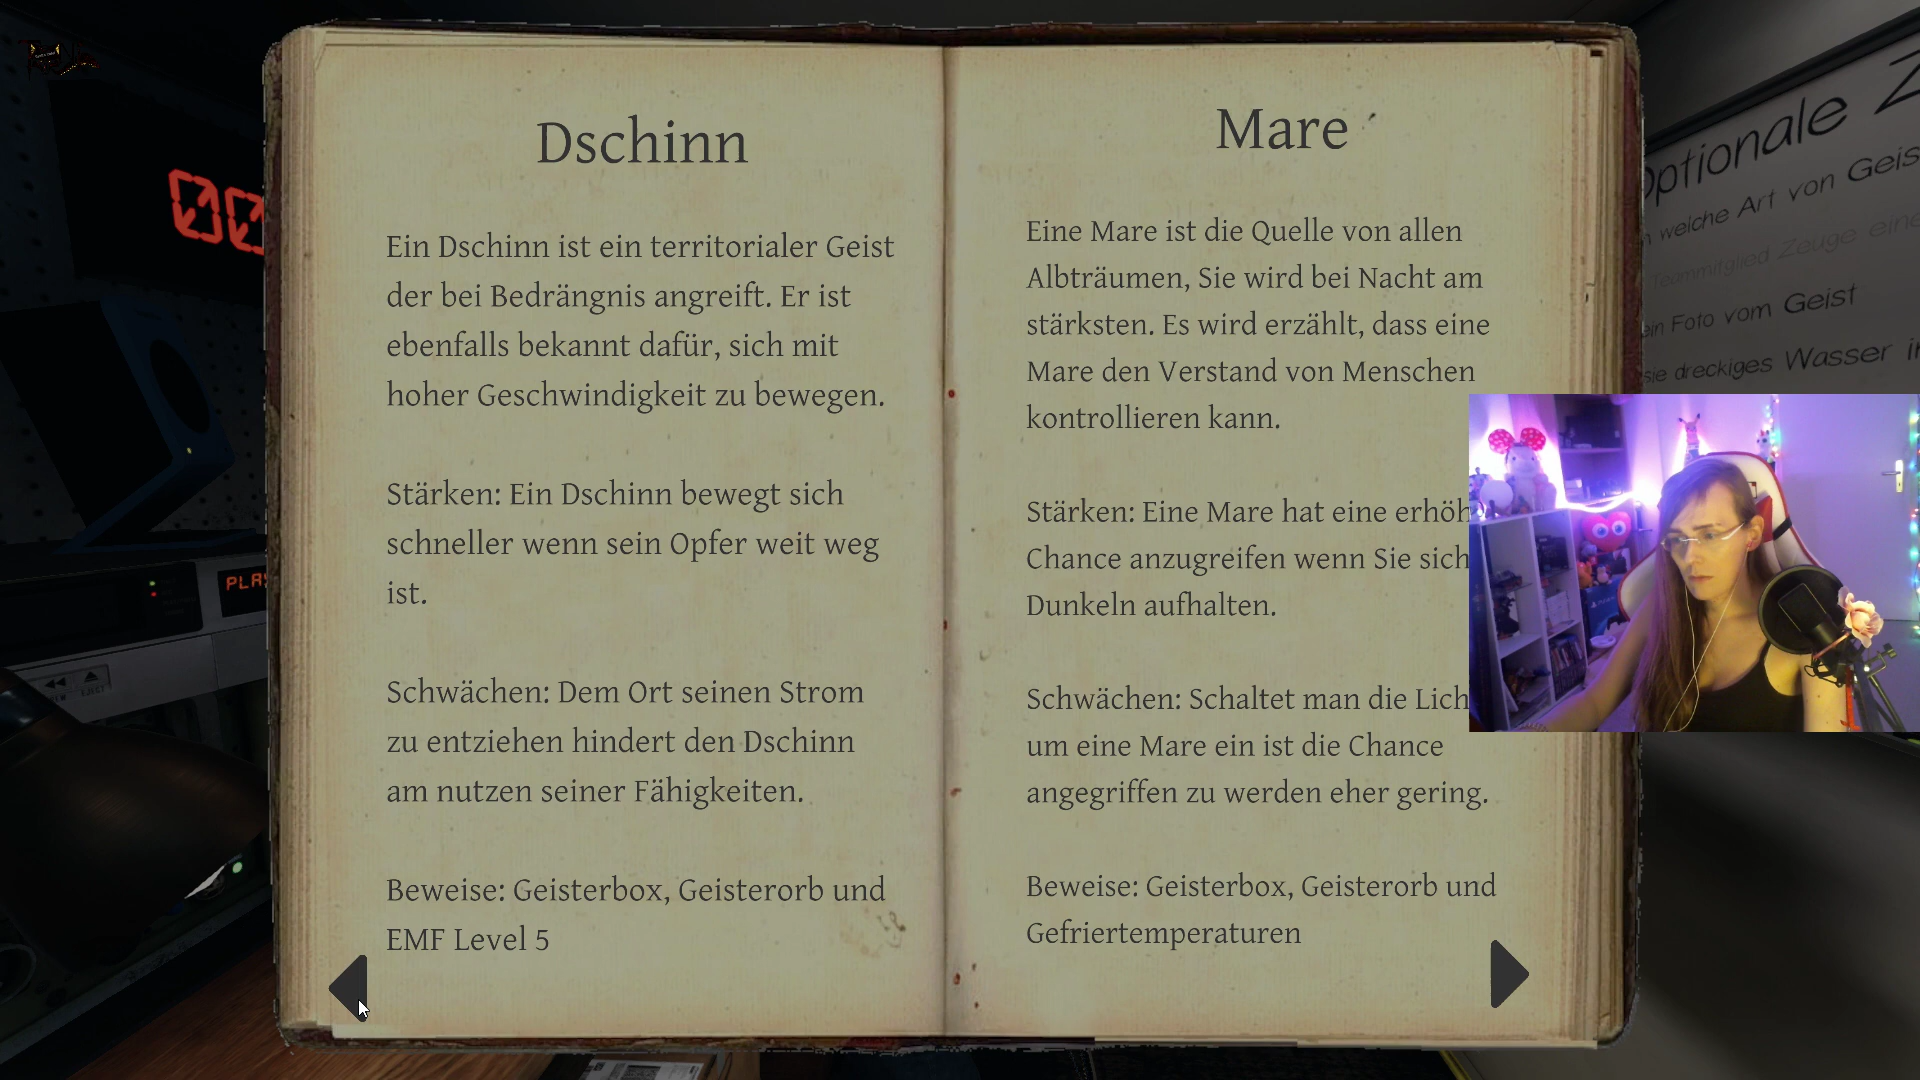 Dschinn
Ein Dschinn ist ein territorialer Geist
der bei Bedrängnis angreift. Er ist
ebenfalls bekannt dafür, sich mit
hoher Geschwindigkeit zu bewegen.
Stärken: Ein Dschinn bewegt sich
schneller wenn sein Opfer weit weg
ist.
Schwächen: Dem Ort seinen Strom
zu entziehen hindert den Dschinn
am nutzen seiner Fähigkeiten.
Beweise: Geisterbox, Geisterorb und
EMF Level 5
Mare
Eine Mare ist die Quelle von allen
Albträumen, Sie wird bei Nacht am
stärksten. Es wird erzählt, dass eine
Mare den Verstand von Menschen
kontrollieren kann.
Stärken: Eine Mare hat eine erhöh
Chance anzugreifen wenn Sie sich
Dunkeln aufhalten.
Schwächen: Schaltet man die Lich
um eine Mare ein ist die Chance
angegriffen zu werden eher gering.
Beweise: Geisterbox, Geisterorb und
Gefriertemperaturen
Optionale Z
welche Art von Geis
Teammitglied Zeuge eine
ein Foto vom Geist
sie dreckiges Wasser i
00
PLA
EJECT